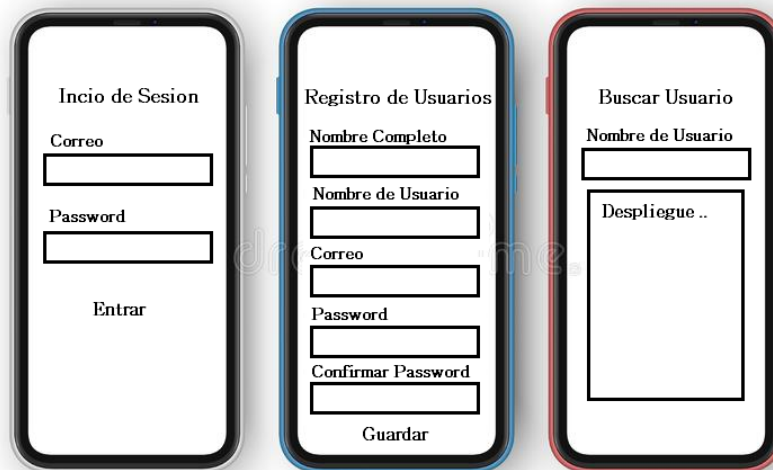 Incio de Sesion
Correo
Password
Entrar
Registro de Usuarios
Nombre Completo
Nombre de Usuario
Correo
Password
Confirmar Password
Guardar
Buscar Usuario
Nombre de Usuario
Despliegue ..